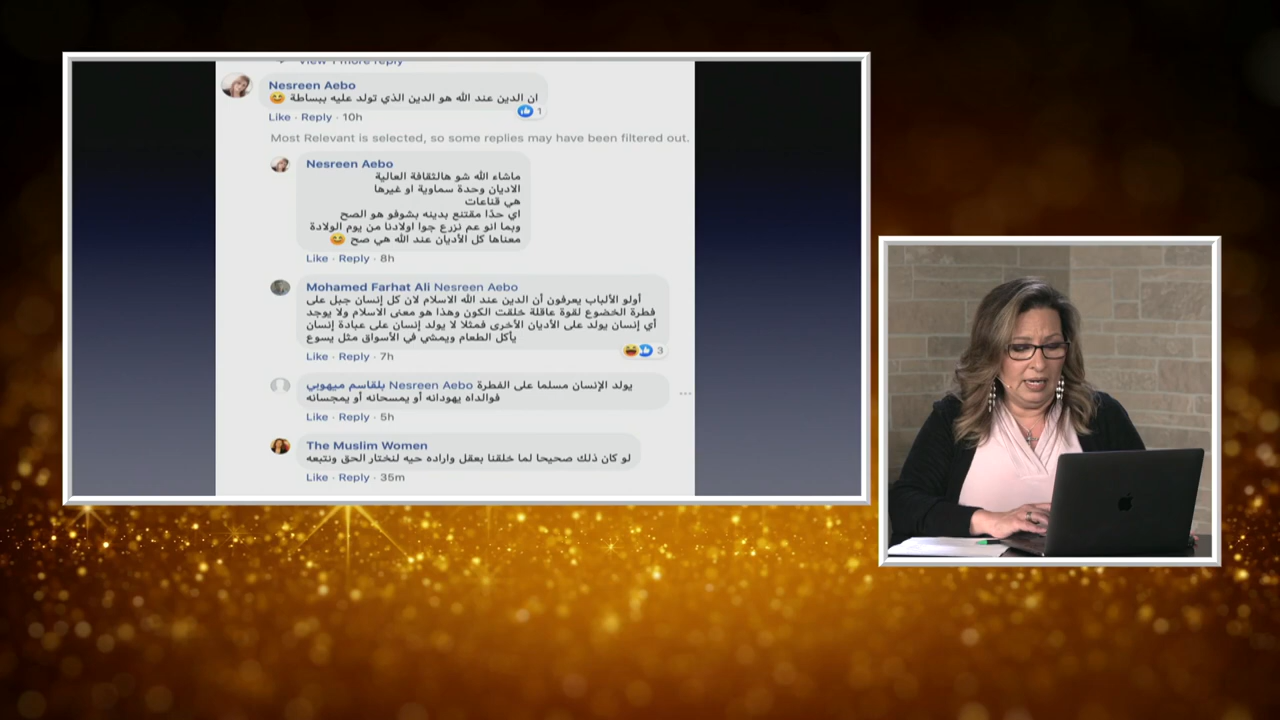 View 1 more reply
Nesreen Aebo
ان الدين عند الله هو الدين الذي تولد عليه ببساطة 😊
1
Like · Reply · 10h
Most Relevant is selected, so some replies may have been filtered out.
Nesreen Aebo
ماشاء الله شو هالثقافة العالية
الاديان وحدة سماوية او غيرها
هي قناعات
اي حدًا مقتنع بدينه بشوفو هو الصح
وبما انو عم نزرع جوا اولادنا من يوم الولادة
معناها كل الأديان عند الله هي صح 😊
Like · Reply · 8h
Mohamed Farhat Ali Nesreen Aebo
أولو الألباب يعرفون أن الدين عند الله الاسلام لان كل إنسان جبل على
فطرة الخضوع لقوة عاقلة خلقت الكون وهذا هو معنى الاسلام ولا يوجد
أي إنسان يولد على الأديان الأخرى فمثلا لا يولد إنسان على عبادة إنسان
يأكل الطعام ويمشي في الأسواق مثل يسوع
3
Like · Reply · 7h
بلقاسم ميهوبي Nesreen Aebo يولد الإنسان مسلما على الفطرة
فوالداه يهودانه أو يمسحانه أو يمجسانه
Like · Reply · 5h
The Muslim Women
لو كان ذلك صحيحا لما خلقنا بعقل واراده حيه لنختار الحق ونتبعه
Like · Reply · 35m